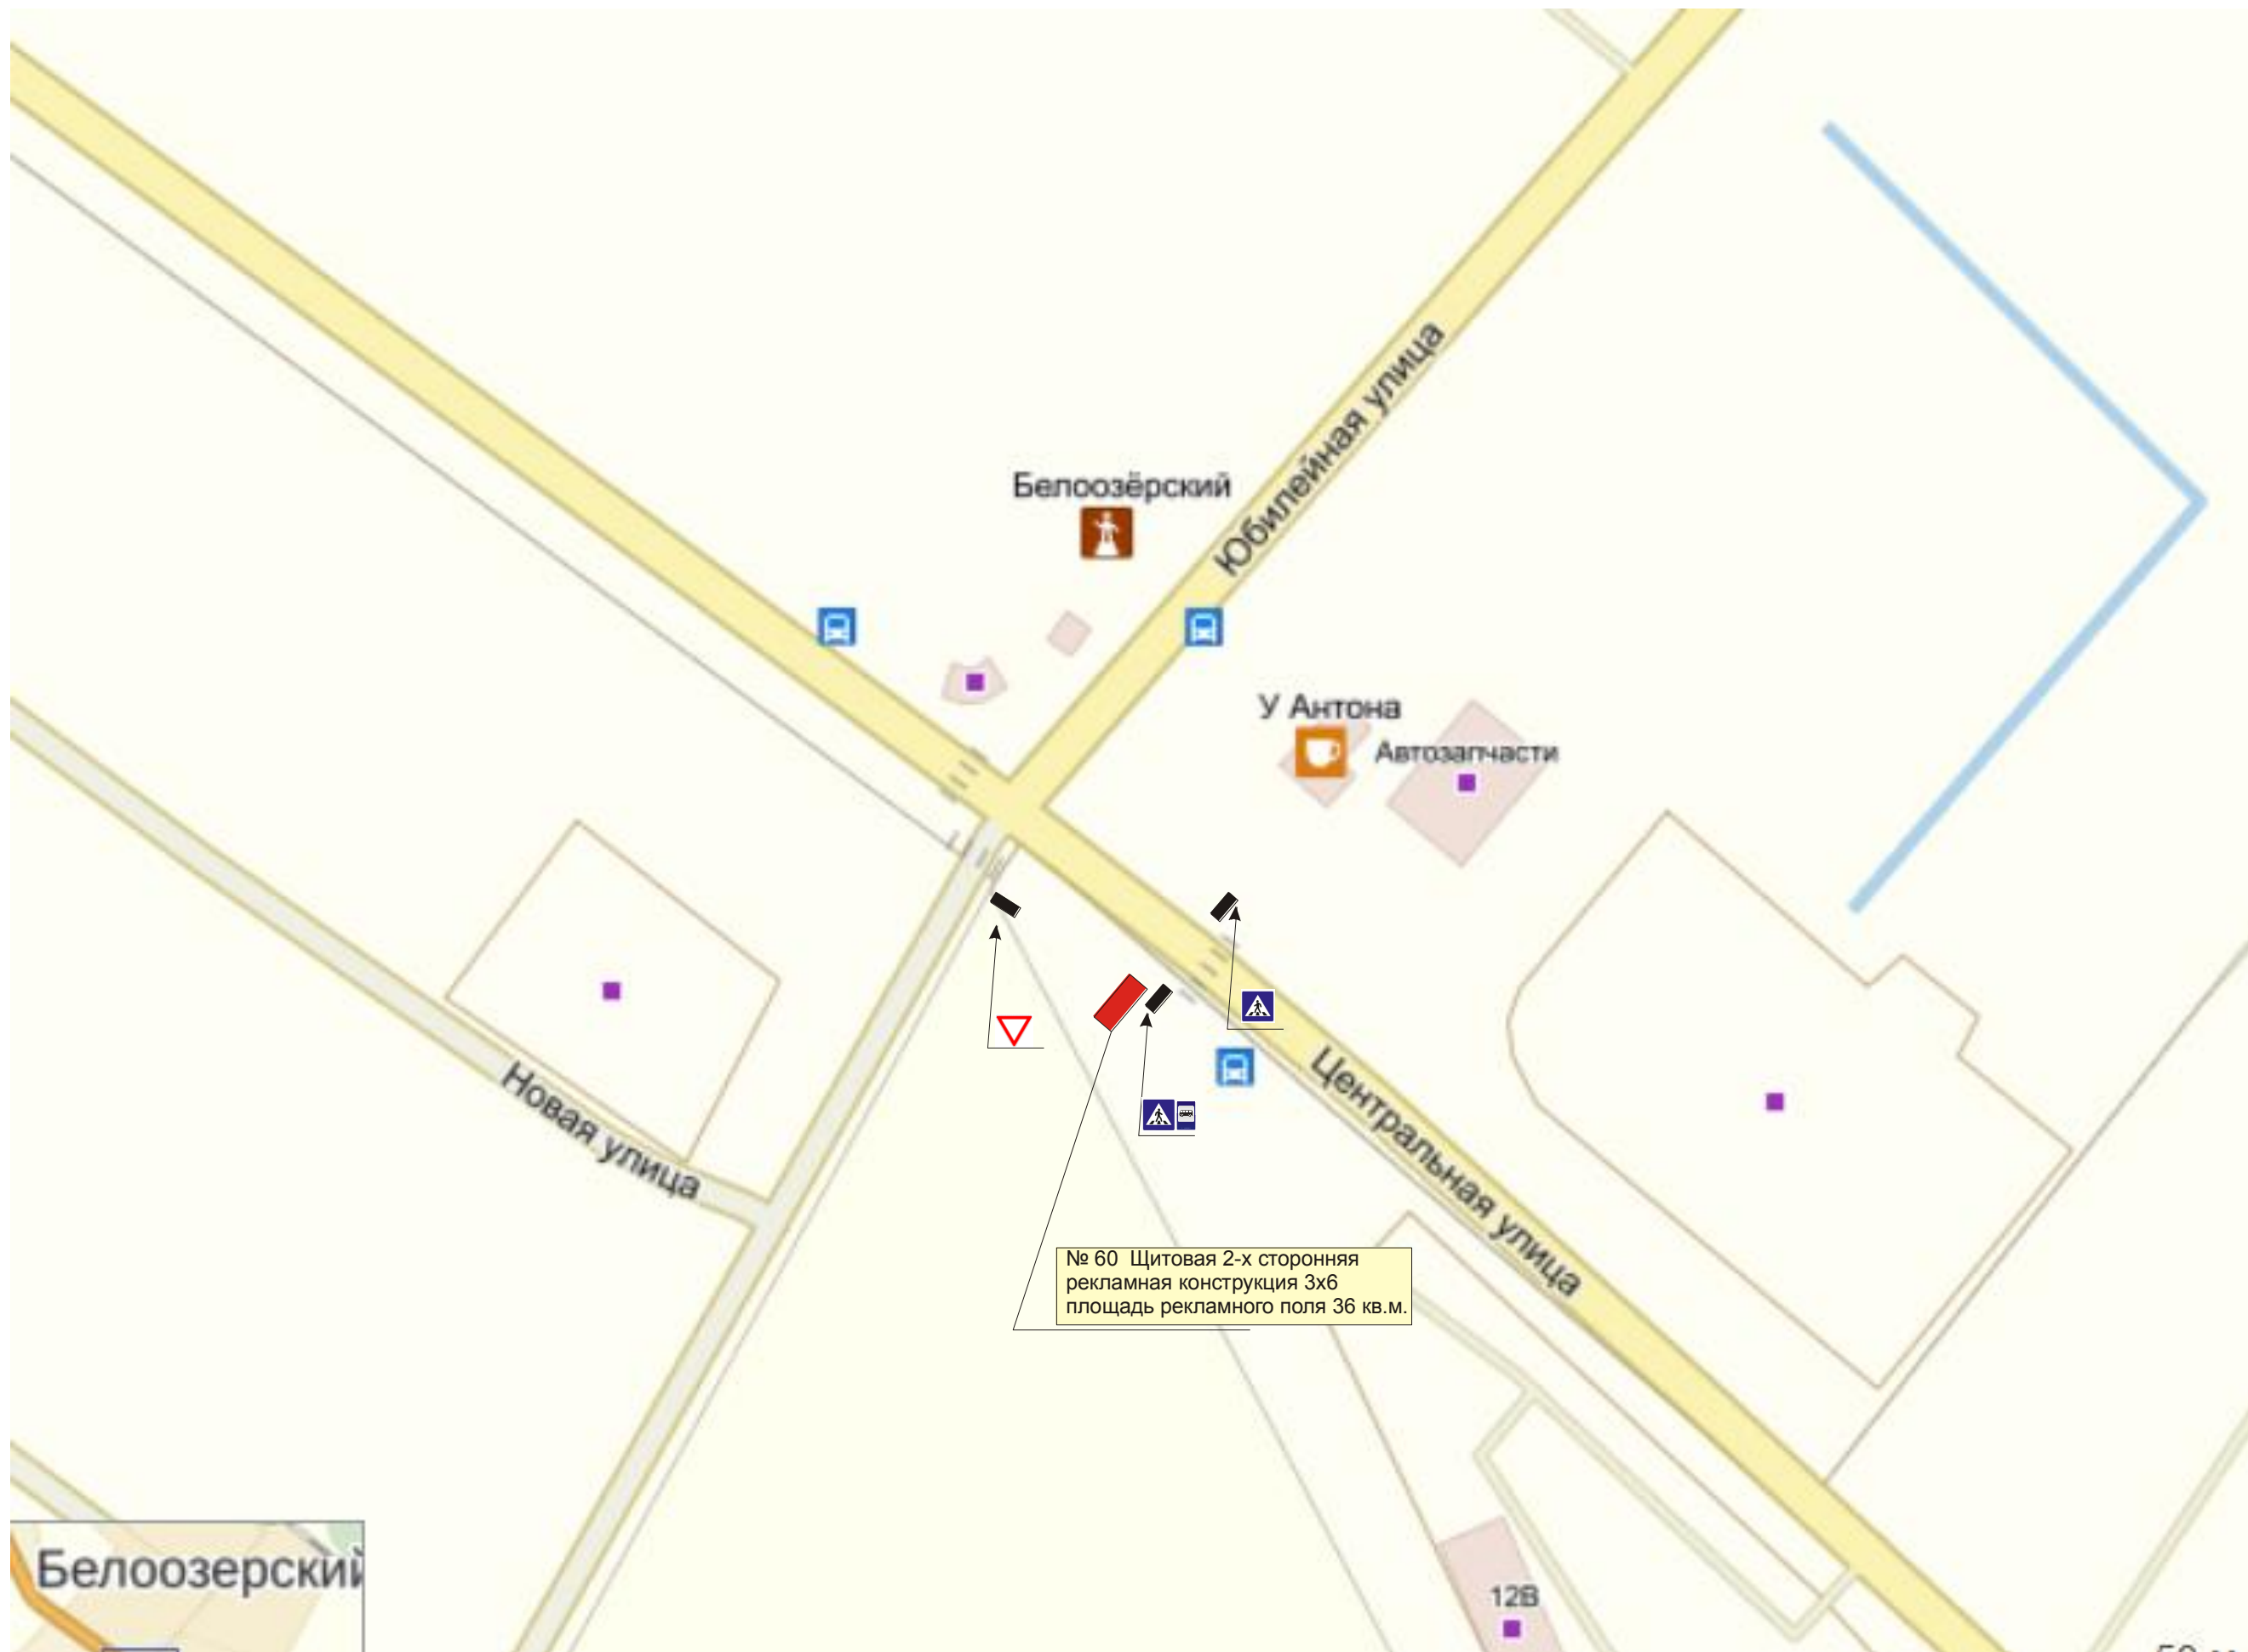 Юбилейная улица
Белоозёрский
У Антона
Автозапчасти
Новая улица
Центральная улица
№ 60 Щитовая 2-х сторонняя
рекламная конструкция 3х6
площадь рекламного поля 36 кв.м.
Белоозерский
12В